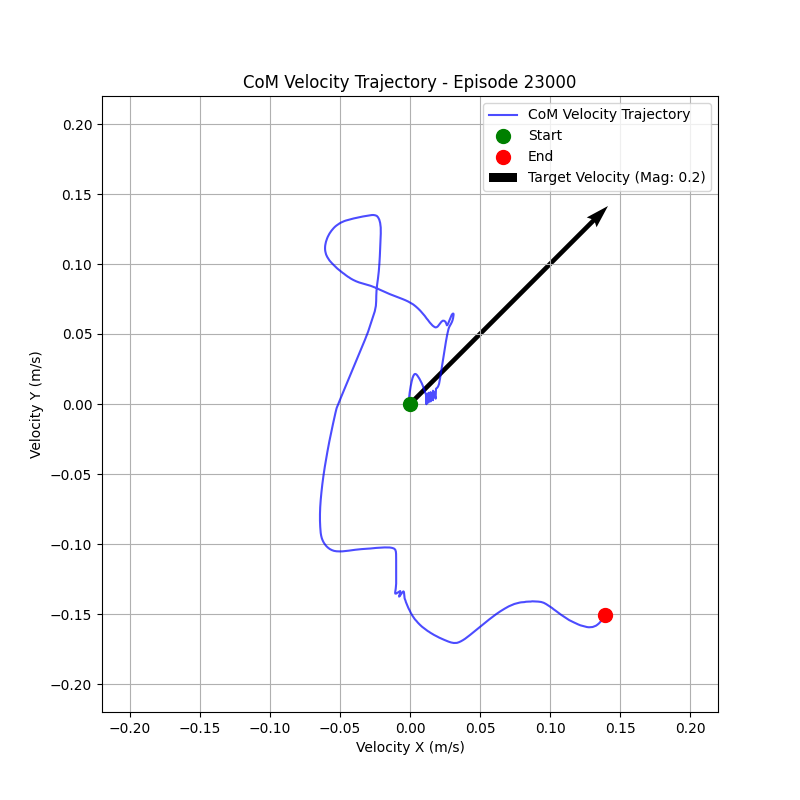 CoM Velocity Trajectory - Episode 23000
CoM Velocity Trajectory
Start
End
Target Velocity (Mag: 0.2)
0.20
0.15
0.10
0.05
0.00
−0.05
−0.10
−0.15
−0.20
Velocity Y (m/s)
−0.20 −0.15 −0.10 −0.05 0.00 0.05 0.10 0.15 0.20
Velocity X (m/s)